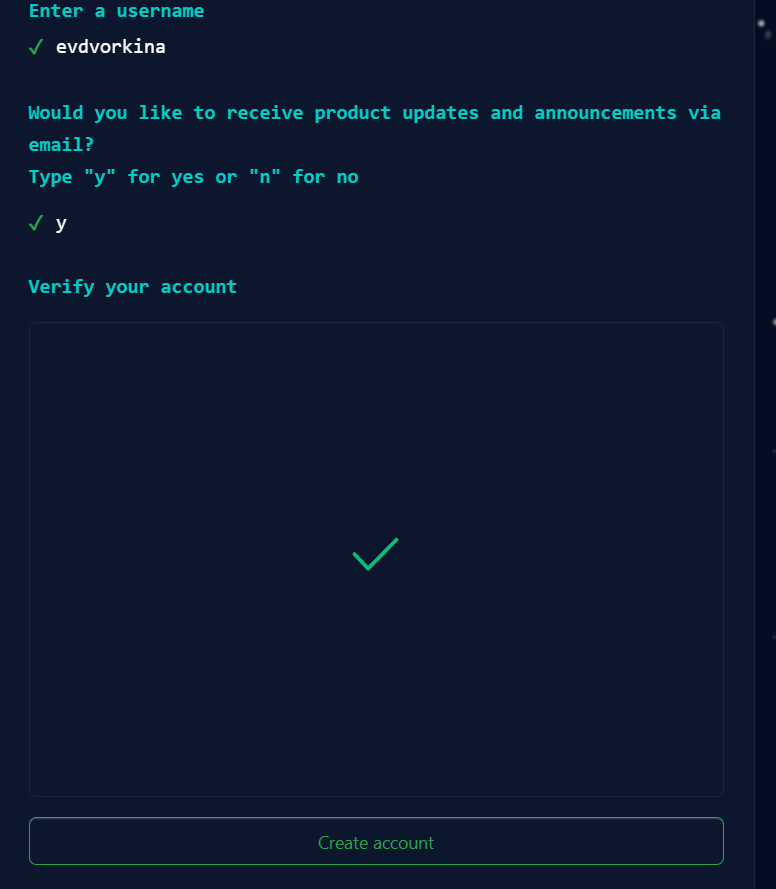 Enter a username
✓ evdvorkina
Would you like to receive product updates and announcements via
email?
Type "y" for yes or "n" for no
✓ y
Verify your account
Create account